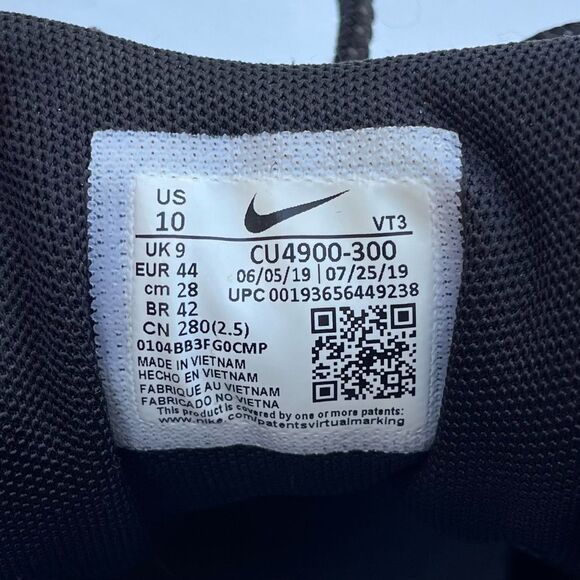 US
10
VT3
UK 9
EUR 44
cm 28
BR 42
CN 280(2.5)
CU4900-300
06/05/19 | 07/25/19
UPC 00193656449238
0104BB3FG0CMP
MADE IN VIETNAM
HECHO EN VIETNAM
FABRIQUE AU VIETNAM
FABRICADO NO VIETNA
This product is covered by one or more patents:
www.nike.com/patentsvirtualmarking